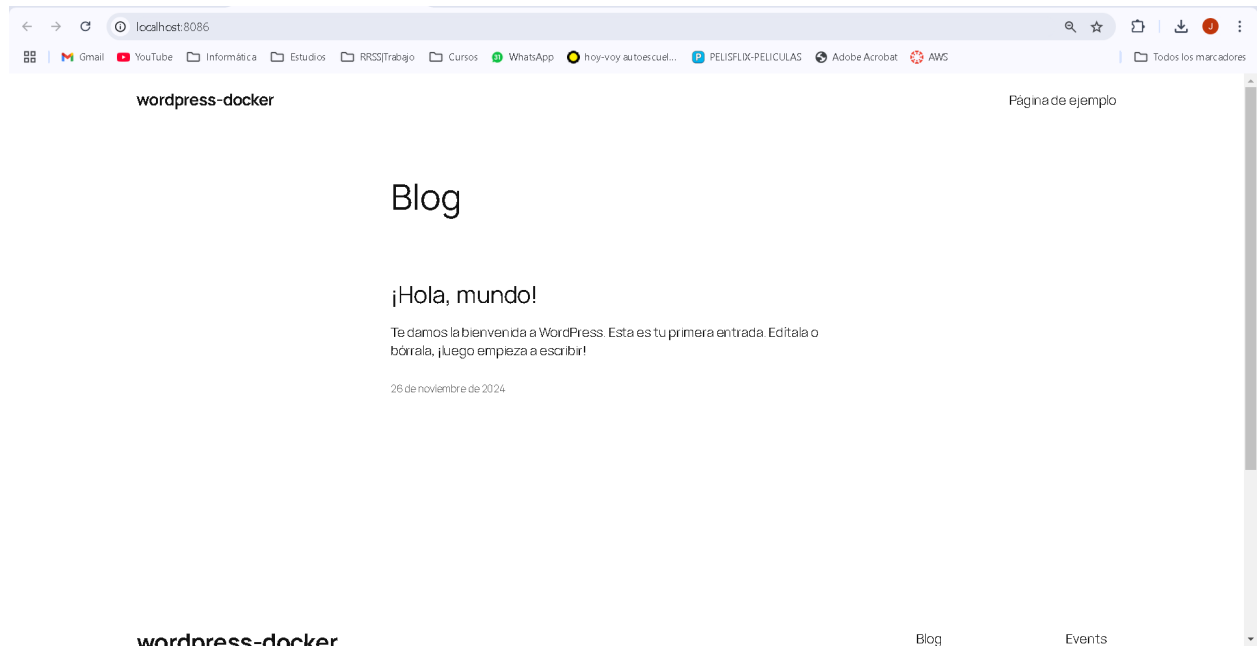 localhost:8086
Gmail YouTube Informática Estudios RRSS|Trabajo Cursos WhatsApp hoy-voy autoescuel... PELISFLIX-PELICULAS Adobe Acrobat AWS Todos los marcadores
wordpress-docker Página de ejemplo
Blog
¡Hola, mundo!
Te damos la bienvenida a WordPress. Esta es tu primera entrada. Edítala o
bórrala, ¡luego empieza a escribir!
26 de noviembre de 2024
wordpress-docker Blog Events